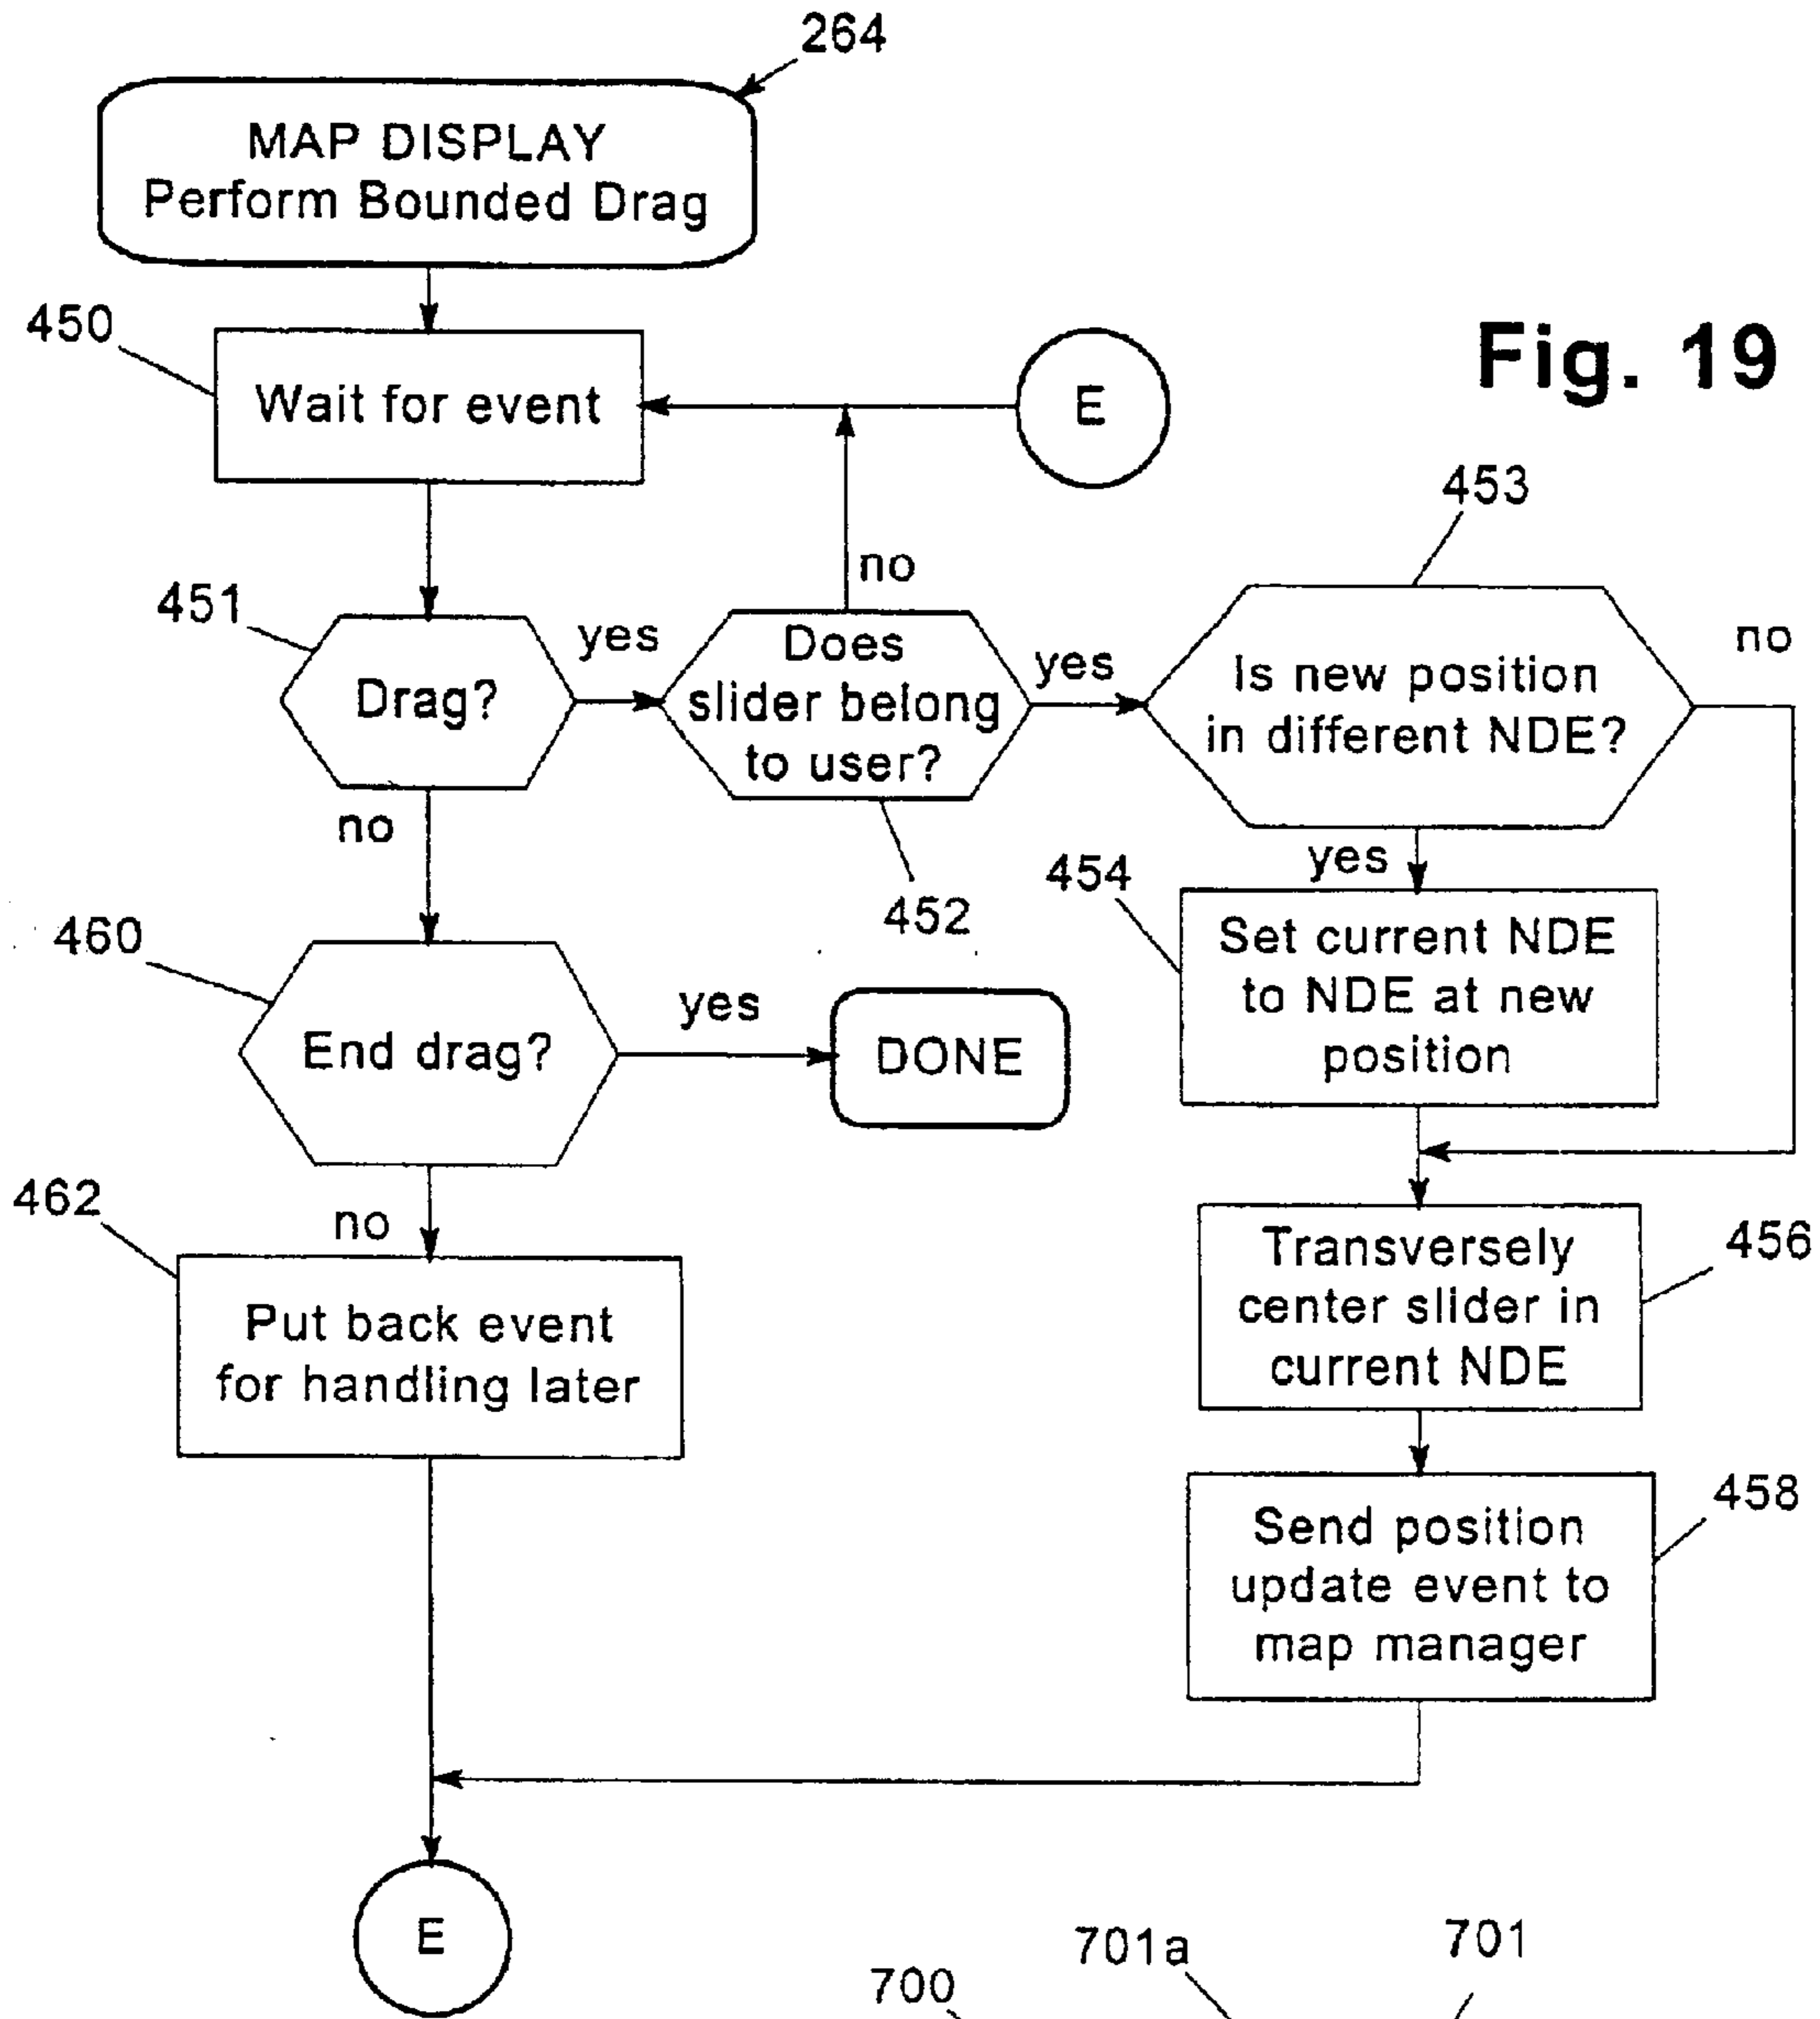 264
MAP DISPLAY
Perform Bounded Drag
Fig. 19
450
Wait for event
E
453
451
no
Drag?
yes
Does
slider belong
to user?
yes
Is new position
in different NDE?
no
452
no
yes
454
Set current NDE
to NDE at new
position
460
End drag?
yes
DONE
462
no
Put back event
for handling later
Transversely
center slider in
current NDE
456
Send position
update event to
map manager
458
E
700
701a
701